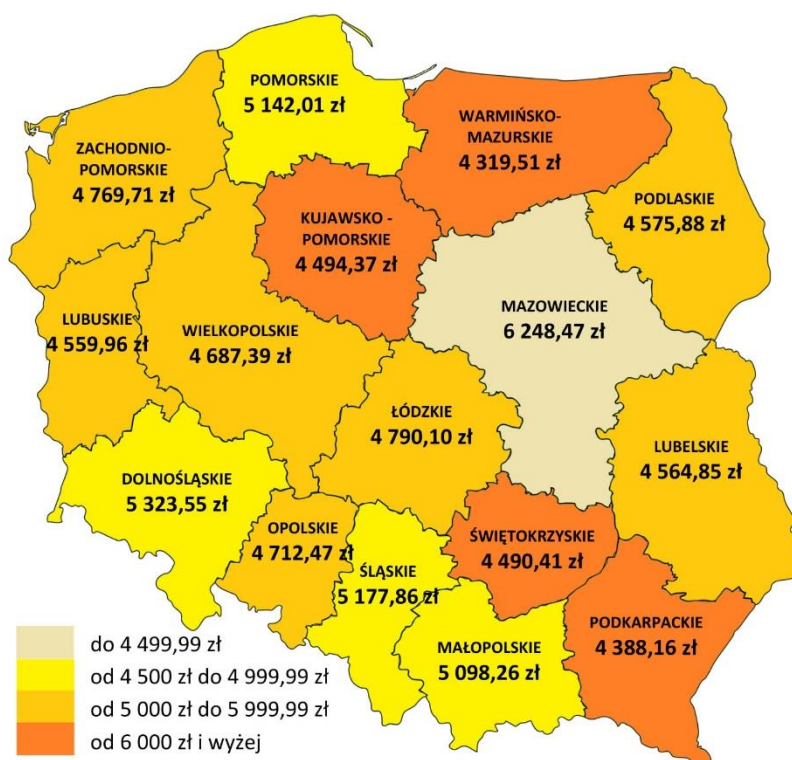 POMORSKIE
5 142,01 zł
WARMIŃSKO-
MAZURSKIE
4 319,51 zł
ZACHODNIO-
POMORSKIE
4 769,71 zł
PODLASKIE
4 575,88 zł
KUJAWSKO -
POMORSKIE
4 494,37 zł
MAZOWIECKIE
6 248,47 zł
LUBUSKIE
4 559,96 zł
WIELKOPOLSKIE
4 687,39 zł
ŁÓDZKIE
4 790,10 zł
LUBELSKIE
4 564,85 zł
DOLNOŚLĄSKIE
5 323,55 zł
OPOLSKIE
4 712,47 zł
ŚLĄSKIE
5 177,86 zł
ŚWIĘTOKRZYSKIE
4 490,41 zł
MAŁOPOLSKIE
5 098,26 zł
PODKARPACKIE
4 388,16 zł
do 4 499,99 zł
od 4 500 zł do 4 999,99 zł
od 5 000 zł do 5 999,99 zł
od 6 000 zł i wyżej